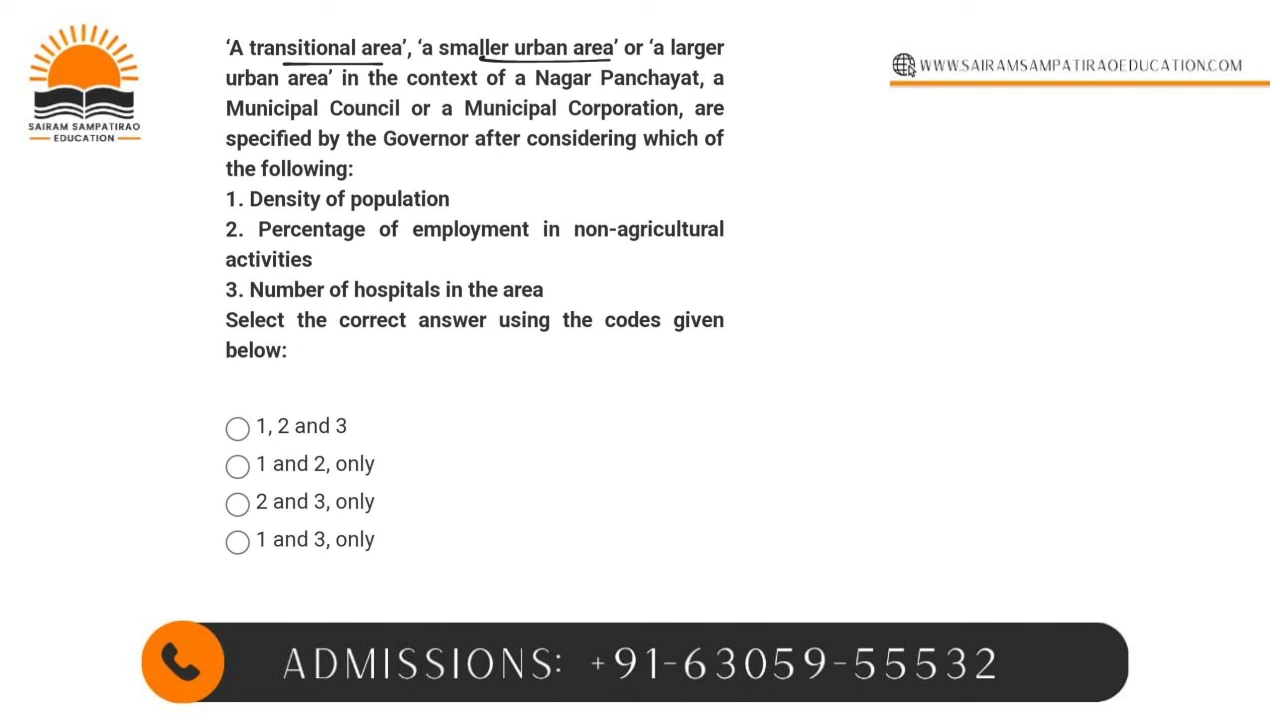 SAIRAM SAMPATIRAO
EDUCATION
WWW.SAIRAMSAMPATIRAOEDUCATION.COM
‘A transitional area’, ‘a smaller urban area’ or ‘a larger
urban area’ in the context of a Nagar Panchayat, a
Municipal Council or a Municipal Corporation, are
specified by the Governor after considering which of
the following:
1. Density of population
2. Percentage of employment in non-agricultural
activities
3. Number of hospitals in the area
Select the correct answer using the codes given
below:
1, 2 and 3
1 and 2, only
2 and 3, only
1 and 3, only
ADMISSIONS: +91-63059-55532